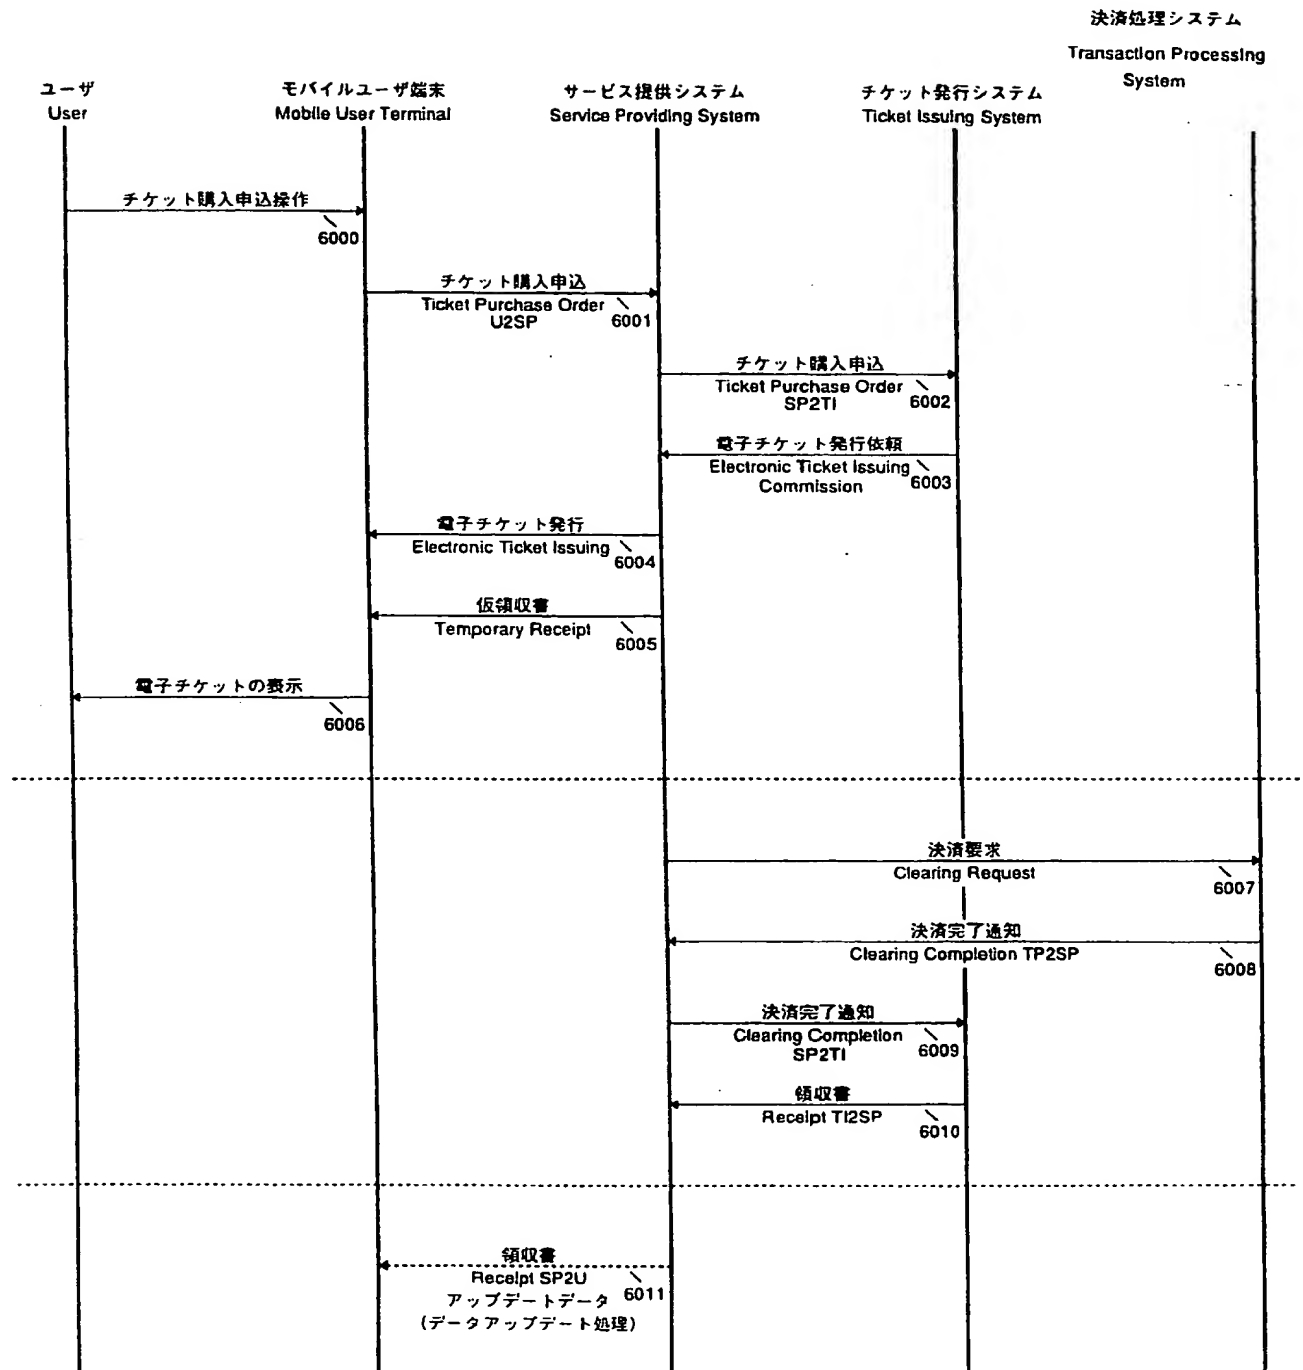 決済処理システム
Transaction Processing
System
ユーザ
User
モバイルユーザ端末
Mobile User Terminal
サービス提供システム
Service Providing System
チケット発行システム
Ticket Issuing System
チケット購入申込操作
6000
チケット購入申込
Ticket Purchase Order
U2SP
6001
チケット購入申込
Ticket Purchase Order
SP2TI
6002
電子チケット発行依頼
Electronic Ticket Issuing
Commission
6003
電子チケット発行
Electronic Ticket Issuing
6004
仮領収書
Temporary Receipt
6005
電子チケットの表示
6006
決済要求
Clearing Request
6007
決済完了通知
Clearing Completion TP2SP
6008
決済完了通知
Clearing Completion
SP2TI
6009
領収書
Receipt TI2SP
6010
領収書
Receipt SP2U
6011
アップデートデータ
(データアップデート処理)